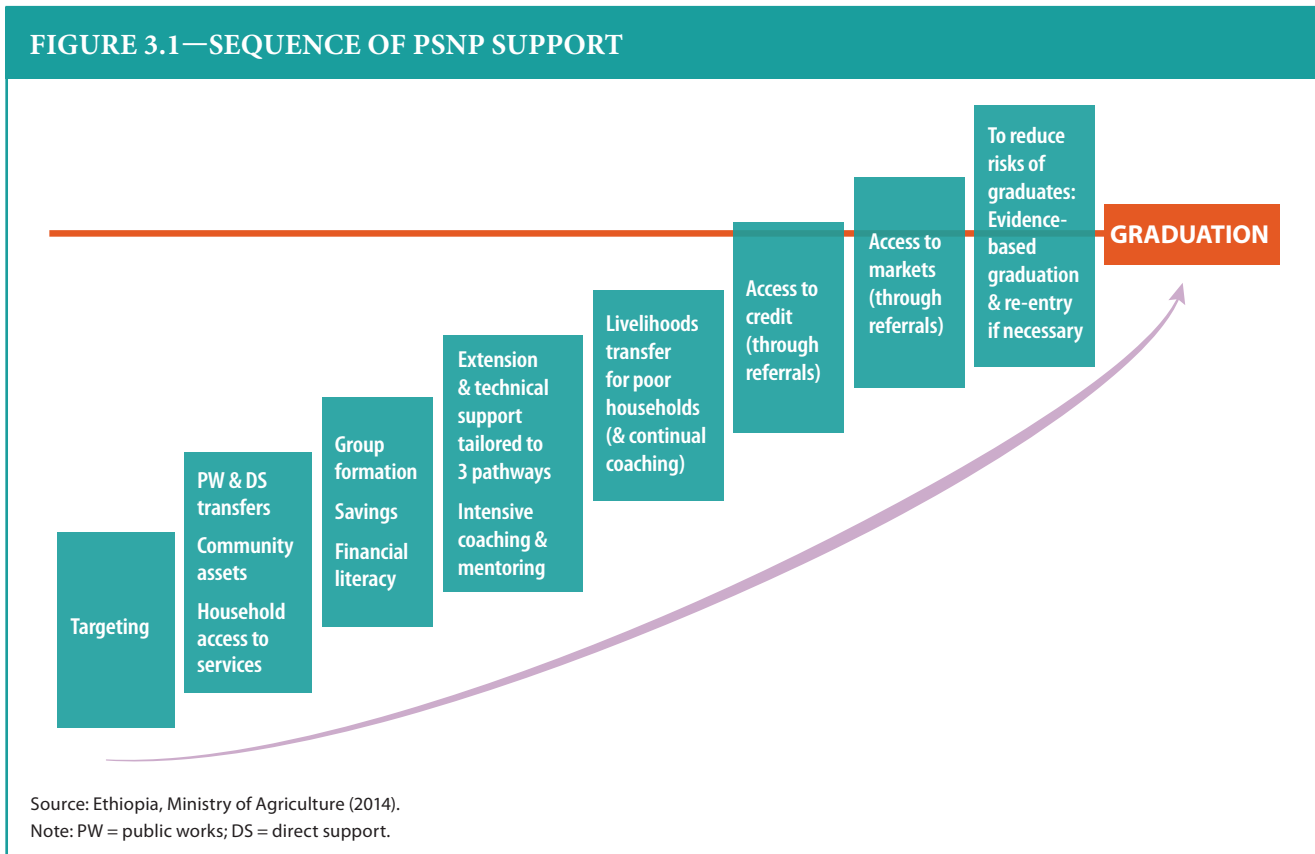 FIGURE 3.1—SEQUENCE OF PSNP SUPPORT
Targeting
PW & DS
transfers
Community
assets
Household
access to
services
Group
formation
Savings
Financial
literacy
Extension
& technical
support
tailored to
3 pathways
Intensive
coaching &
mentoring
Livelihoods
transfer
for poor
households
(& continual
coaching)
Access to
credit
(through
referrals)
Access to
markets
(through
referrals)
To reduce
risks of
graduates:
Evidence-
based
graduation
& re-entry
if necessary
GRADUATION
Source: Ethiopia, Ministry of Agriculture (2014).
Note: PW = public works; DS = direct support.